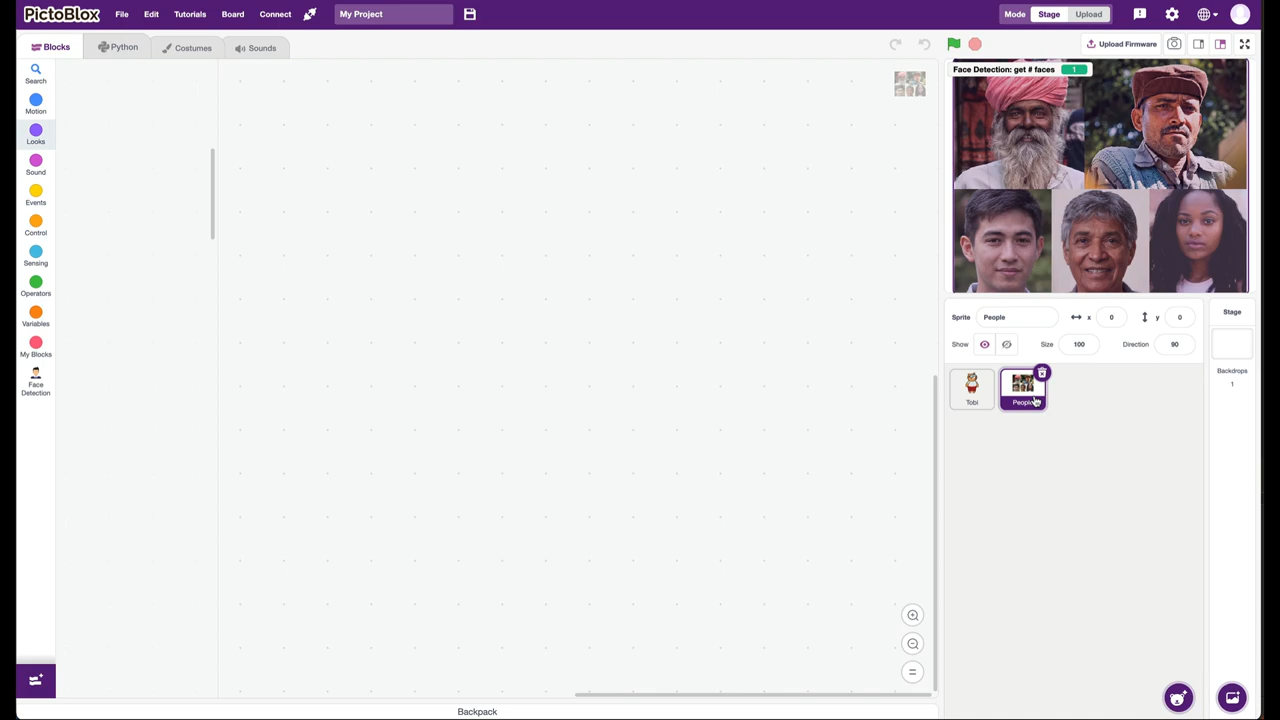 PictoBlox File Edit Tutorials Board Connect My Project Mode Stage Upload
Blocks Python Costumes Sounds Upload Firmware
Face Detection: get # faces 1
Search
Motion
Looks
Sound
Events
Control
Sensing
Operators
Variables
My Blocks
Face
Detection
Sprite People x 0 y 0
Show Size 100 Direction 90
Tobi People
Stage
Backdrops
1
Backpack